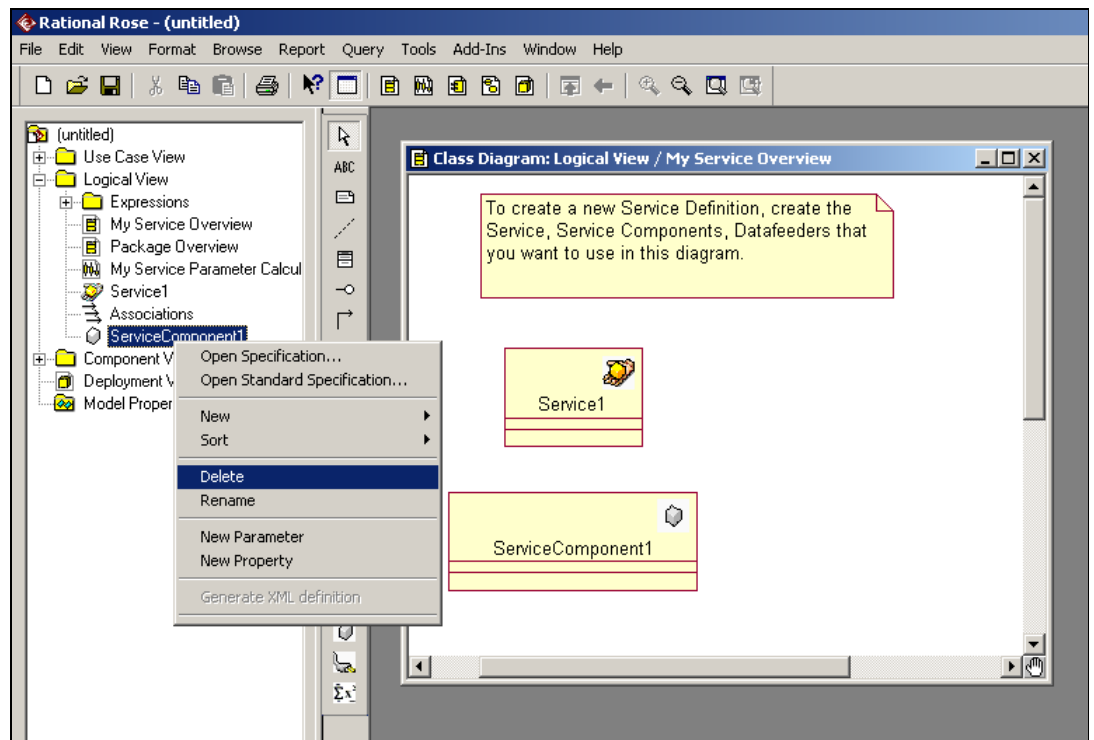 Rational Rose - (untitled)
File Edit View Format Browse Report Query Tools Add-Ins Window Help
(untitled)
Use Case View
Logical View
Expressions
My Service Overview
Package Overview
My Service Parameter Calcul
Service1
Associations
ServiceComponent1
Component V
Deployment V
Model Proper
ABC
Open Specification...
Open Standard Specification...
New
Sort
Delete
Rename
New Parameter
New Property
Generate XML definition
Σx²
Class Diagram: Logical View / My Service Overview
To create a new Service Definition, create the
Service, Service Components, Datafeeders that
you want to use in this diagram.
Service1
ServiceComponent1